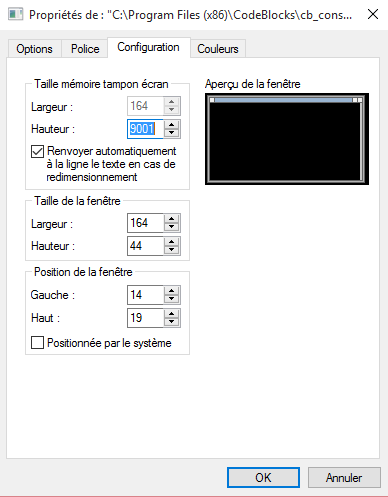 Propriétés de : "C:\Program Files (x86)\CodeBlocks\cb_cons...
Options Police Configuration Couleurs
Taille mémoire tampon écran
Largeur : 164
Hauteur : 9001
Renvoyer automatiquement
à la ligne le texte en cas de
redimensionnement
Aperçu de la fenêtre
Taille de la fenêtre
Largeur : 164
Hauteur : 44
Position de la fenêtre
Gauche : 14
Haut : 19
Positionnée par le système
OK Annuler